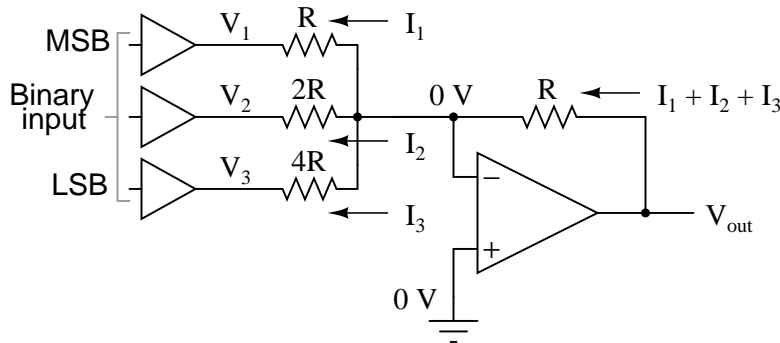 MSB
V1
R
I1
Binary
input
V2
2R
I2
0 V
R
I1 + I2 + I3
LSB
V3
4R
I3
−
+
Vout
0 V